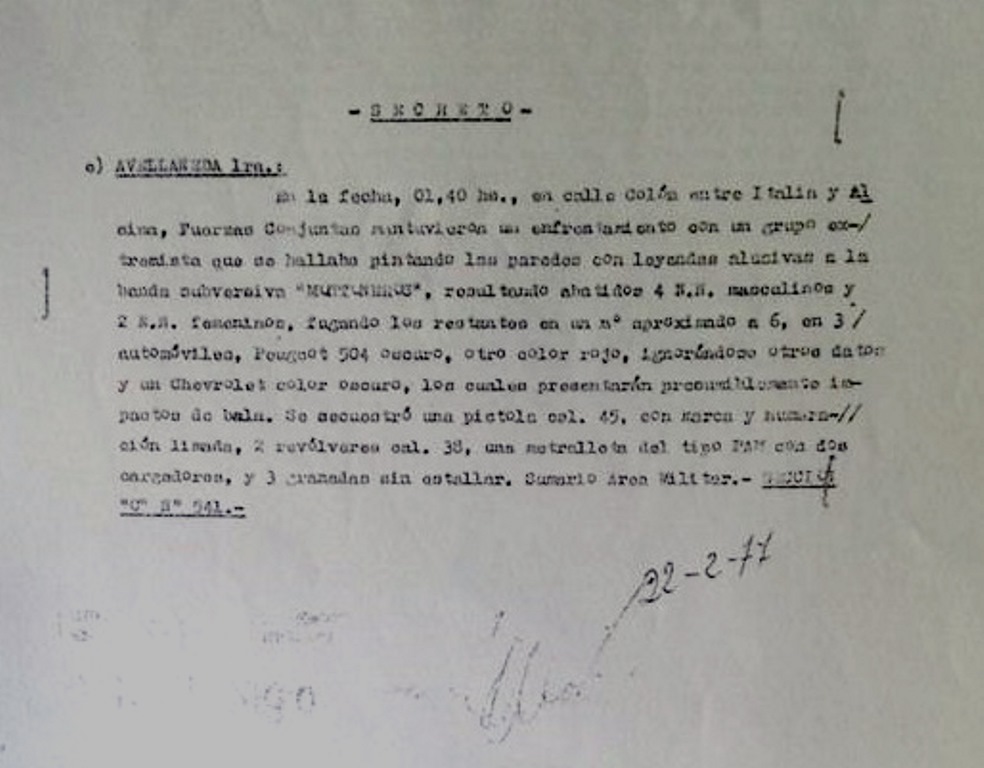 - S E C R E T O -
c) AVELLANEDA 1ra.:
En la fecha, 01,40 hs., en calle Colón entre Italia y Al
sina, Fuerzas Conjuntas mantuvieron un enfrentamiento con un grupo ex-/
tremista que se hallaba pintando las paredes con leyendas alusivas a la
banda subversiva "MONTONEROS", resultando abatidos 4 N.N. masculinos y
2 N.N. femeninos, fugando los restantes en un n° aproximado a 6, en 3 /
automóviles, Peugeot 504 oscuro, otro color rojo, ignorándose otros datos
y un Chevrolet color oscuro, los cuales presentarán presumiblemente im-
pactos de bala. Se secuestró una pistola cal. 45, con marca y numera-//
ción limada, 2 revólveres cal. 38, una metralleta del tipo PAM con dos
cargadores, y 3 granadas sin estallar. Sumario Area Militar.- SECCION
"C" N° 541.-
22-2-77